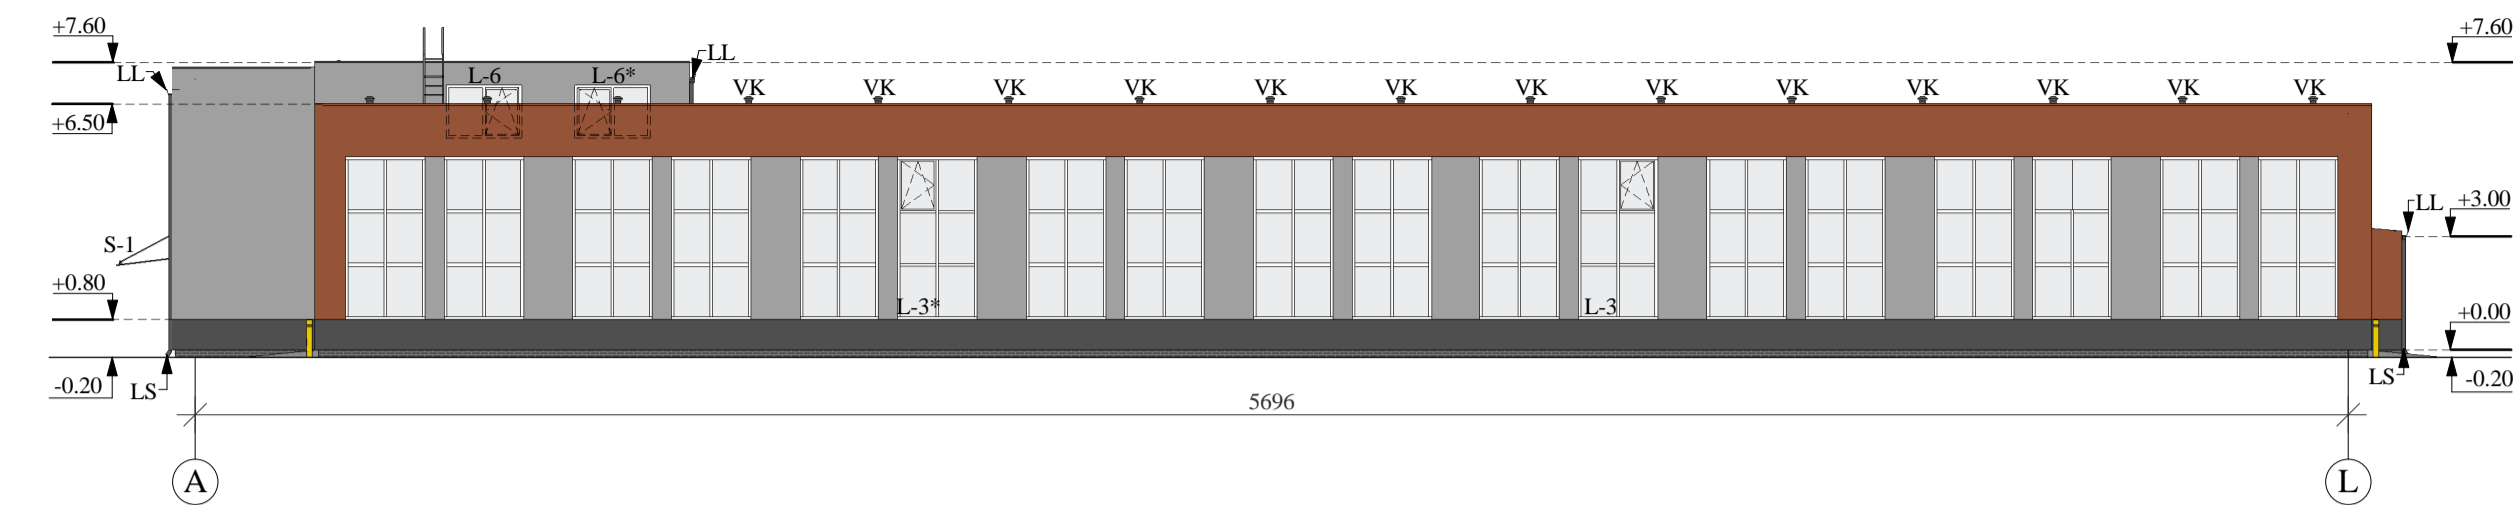 +7.60
+7.60
LL
L-6
L-6*
LL
VK
VK
VK
VK
VK
VK
VK
VK
VK
VK
VK
VK
VK
+6.50
S-1
LL
+3.00
+0.80
L-3*
L-3
+0.00
-0.20
LS
LS
-0.20
5696
A
L